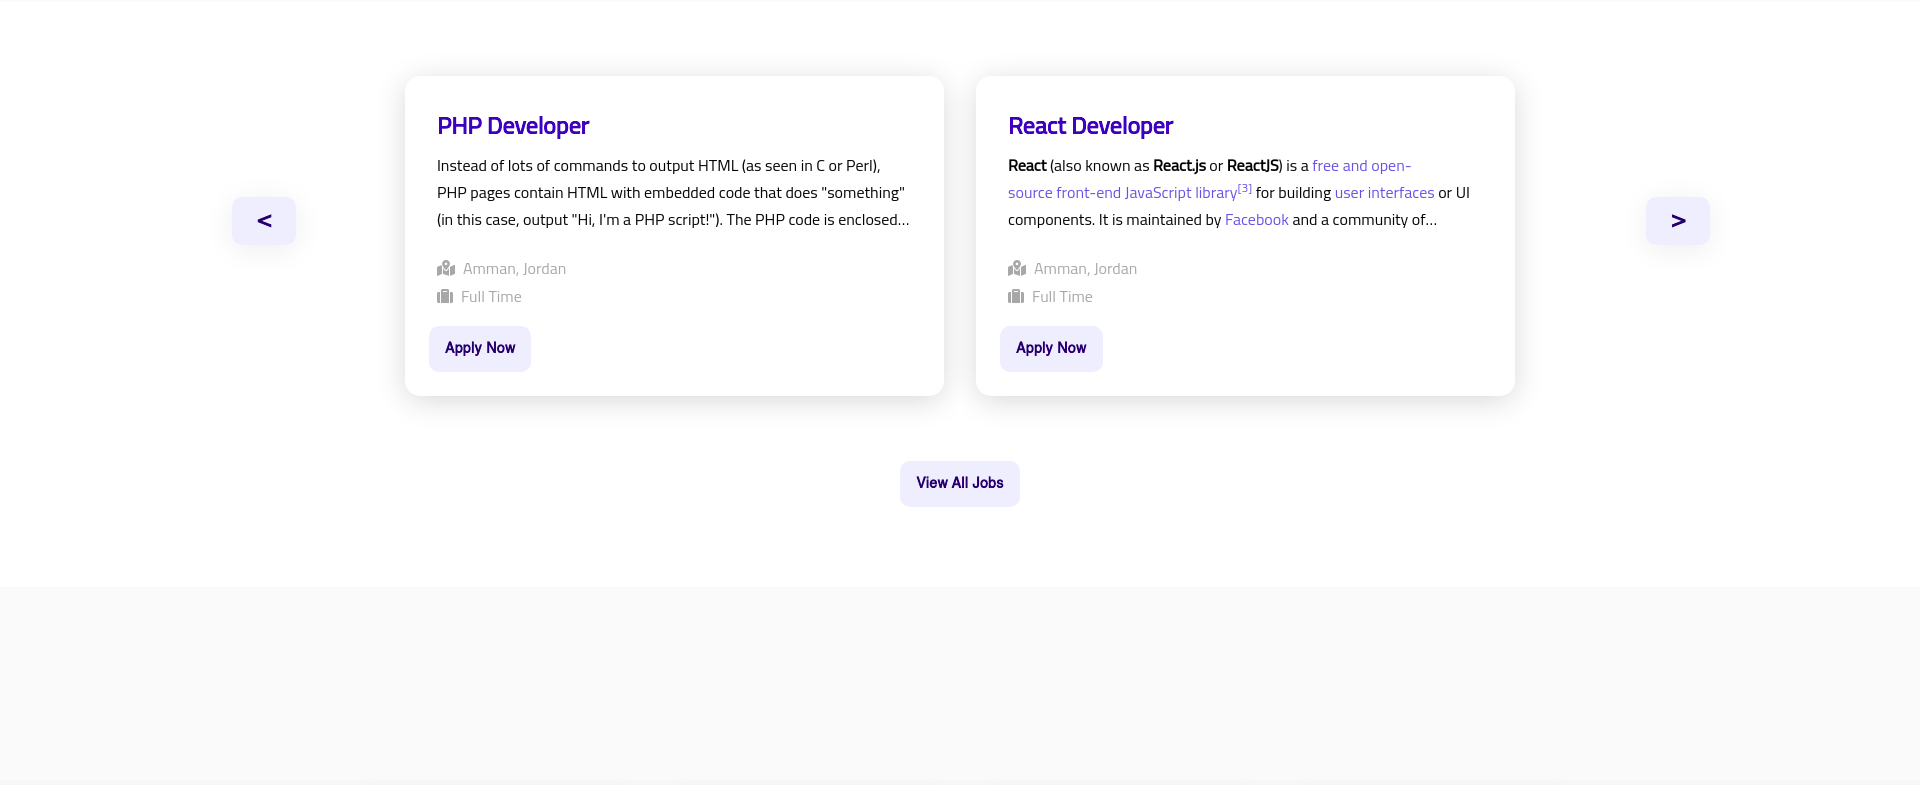 PHP Developer
Instead of lots of commands to output HTML (as seen in C or Perl),
PHP pages contain HTML with embedded code that does "something"
(in this case, output "Hi, I'm a PHP script!"). The PHP code is enclosed...
Amman, Jordan
Full Time
Apply Now
React Developer
React (also known as React.js or ReactJS) is a free and open-
source front-end JavaScript library[3] for building user interfaces or UI
components. It is maintained by Facebook and a community of...
Amman, Jordan
Full Time
Apply Now
<
>
View All Jobs